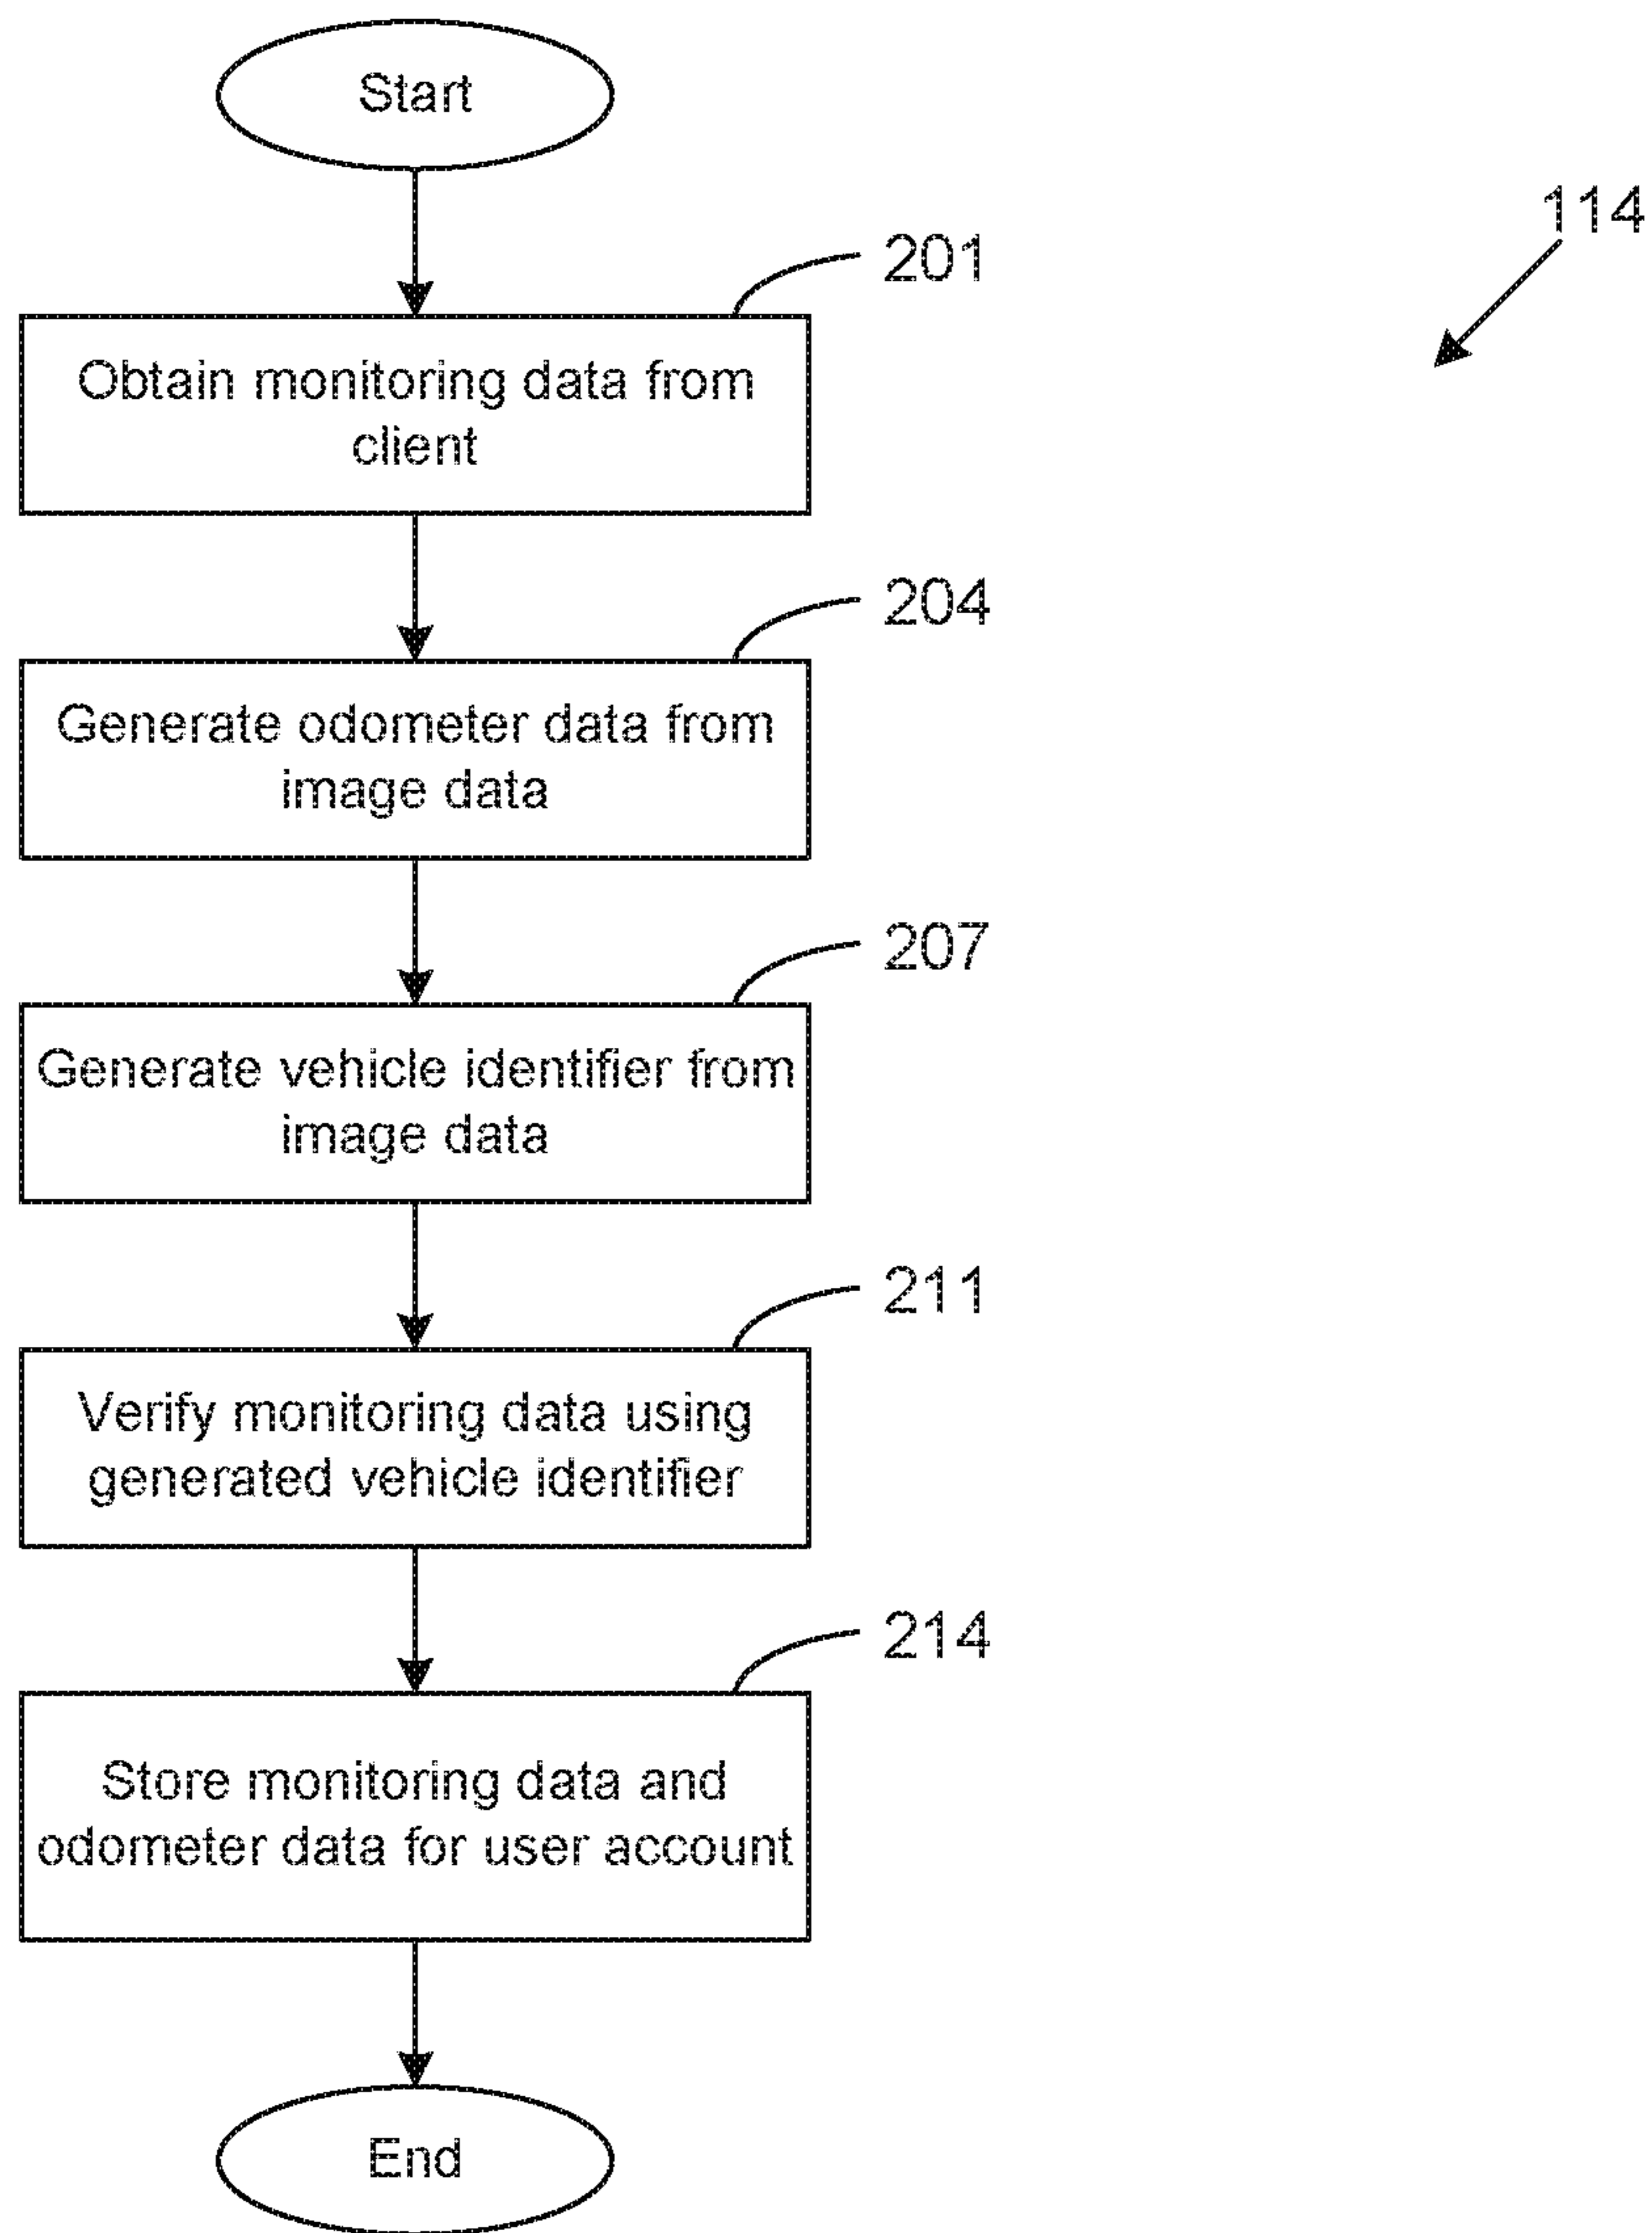 Start
114
201
Obtain monitoring data from
client
204
Generate odometer data from
image data
207
Generate vehicle identifier from
image data
211
Verify monitoring data using
generated vehicle identifier
214
Store monitoring data and
odometer data for user account
End